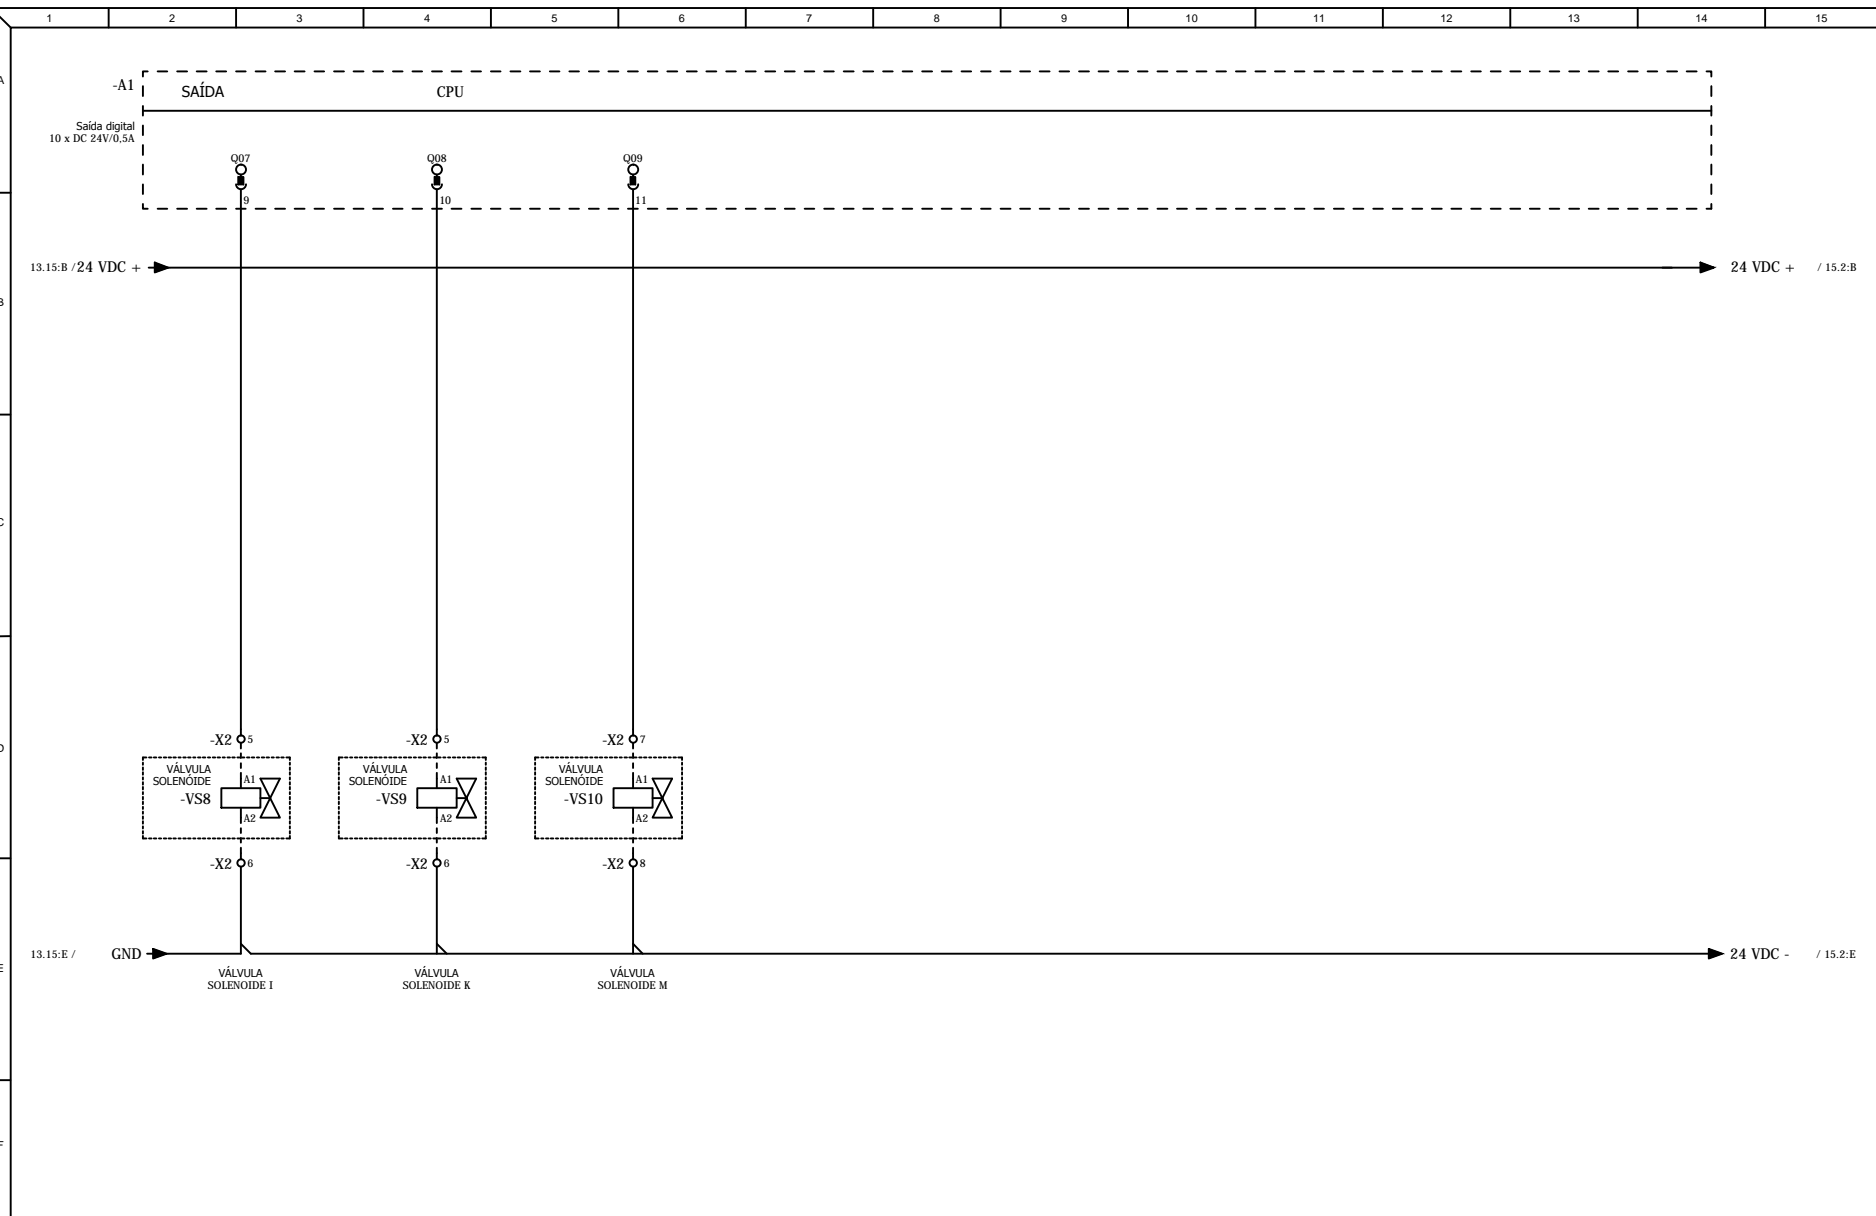 1 2 3 4 5 6 7 8 9 10 11 12 13 14 15
A
-A1 SAÍDA CPU
Saída digital
10 x DC 24V/0,5A
Q07 Q08 Q09
9 10 11
13.15:B / 24 VDC + 24 VDC + / 15.2:B
B
C
-X2 5 -X2 5 -X2 7
D
VÁLVULA VÁLVULA VÁLVULA
SOLENÓIDE A1 SOLENÓIDE A1 SOLENÓIDE A1
-VS8 -VS9 -VS10
A2 A2 A2
-X2 6 -X2 6 -X2 8
13.15:E / GND 24 VDC - / 15.2:E
E
VÁLVULA VÁLVULA VÁLVULA
SOLENOIDE I SOLENOIDE K SOLENOIDE M
F